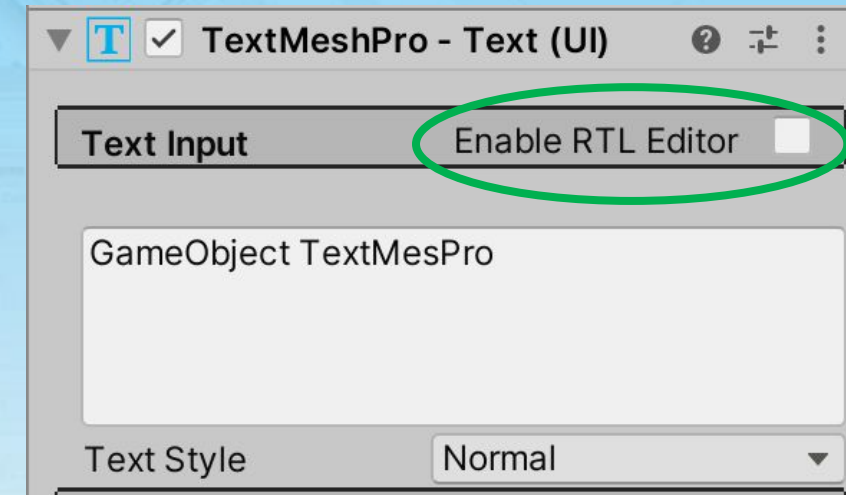 T TextMeshPro - Text (UI)
Text Input Enable RTL Editor
GameObject TextMesPro
Text Style Normal